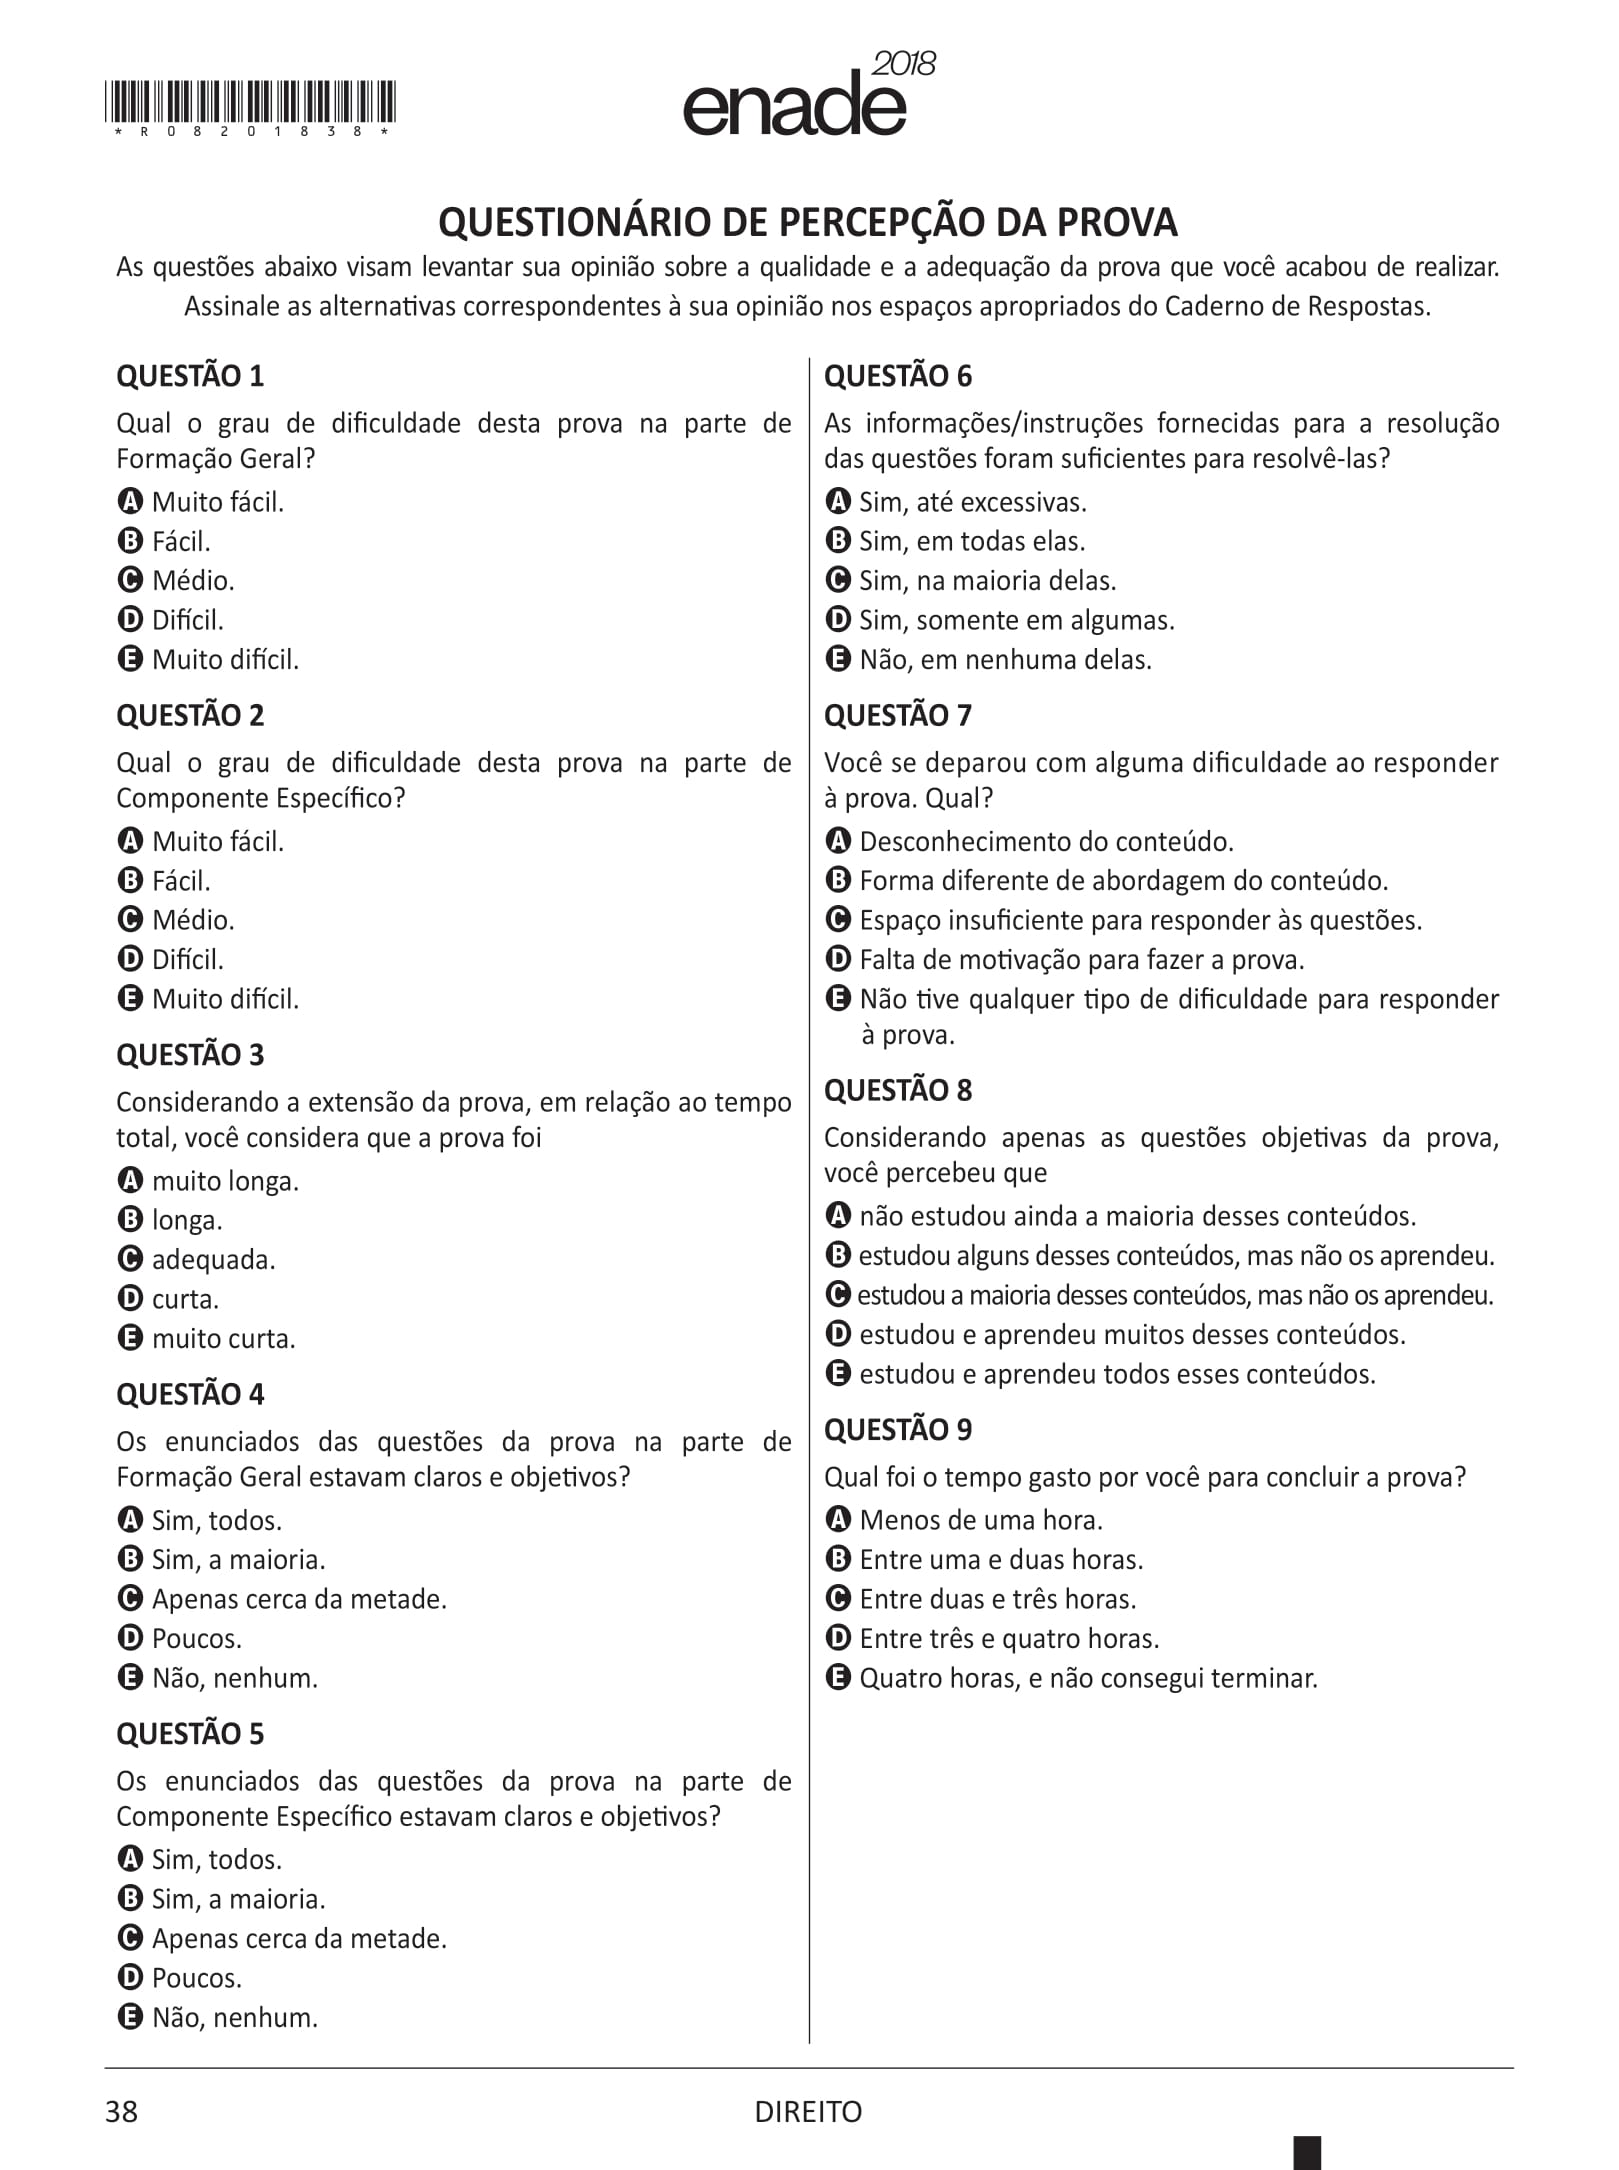 *R08201838*
enade2018
QUESTIONÁRIO DE PERCEPÇÃO DA PROVA
As questões abaixo visam levantar sua opinião sobre a qualidade e a adequação da prova que você acabou de realizar.
Assinale as alternativas correspondentes à sua opinião nos espaços apropriados do Caderno de Respostas.
QUESTÃO 1
Qual o grau de dificuldade desta prova na parte de
Formação Geral?
A Muito fácil.
B Fácil.
C Médio.
D Difícil.
E Muito difícil.
QUESTÃO 2
Qual o grau de dificuldade desta prova na parte de
Componente Específico?
A Muito fácil.
B Fácil.
C Médio.
D Difícil.
E Muito difícil.
QUESTÃO 3
Considerando a extensão da prova, em relação ao tempo
total, você considera que a prova foi
A muito longa.
B longa.
C adequada.
D curta.
E muito curta.
QUESTÃO 4
Os enunciados das questões da prova na parte de
Formação Geral estavam claros e objetivos?
A Sim, todos.
B Sim, a maioria.
C Apenas cerca da metade.
D Poucos.
E Não, nenhum.
QUESTÃO 5
Os enunciados das questões da prova na parte de
Componente Específico estavam claros e objetivos?
A Sim, todos.
B Sim, a maioria.
C Apenas cerca da metade.
D Poucos.
E Não, nenhum.
QUESTÃO 6
As informações/instruções fornecidas para a resolução
das questões foram suficientes para resolvê-las?
A Sim, até excessivas.
B Sim, em todas elas.
C Sim, na maioria delas.
D Sim, somente em algumas.
E Não, em nenhuma delas.
QUESTÃO 7
Você se deparou com alguma dificuldade ao responder
à prova. Qual?
A Desconhecimento do conteúdo.
B Forma diferente de abordagem do conteúdo.
C Espaço insuficiente para responder às questões.
D Falta de motivação para fazer a prova.
E Não tive qualquer tipo de dificuldade para responder
à prova.
QUESTÃO 8
Considerando apenas as questões objetivas da prova,
você percebeu que
A não estudou ainda a maioria desses conteúdos.
B estudou alguns desses conteúdos, mas não os aprendeu.
C estudou a maioria desses conteúdos, mas não os aprendeu.
D estudou e aprendeu muitos desses conteúdos.
E estudou e aprendeu todos esses conteúdos.
QUESTÃO 9
Qual foi o tempo gasto por você para concluir a prova?
A Menos de uma hora.
B Entre uma e duas horas.
C Entre duas e três horas.
D Entre três e quatro horas.
E Quatro horas, e não consegui terminar.
38
DIREITO